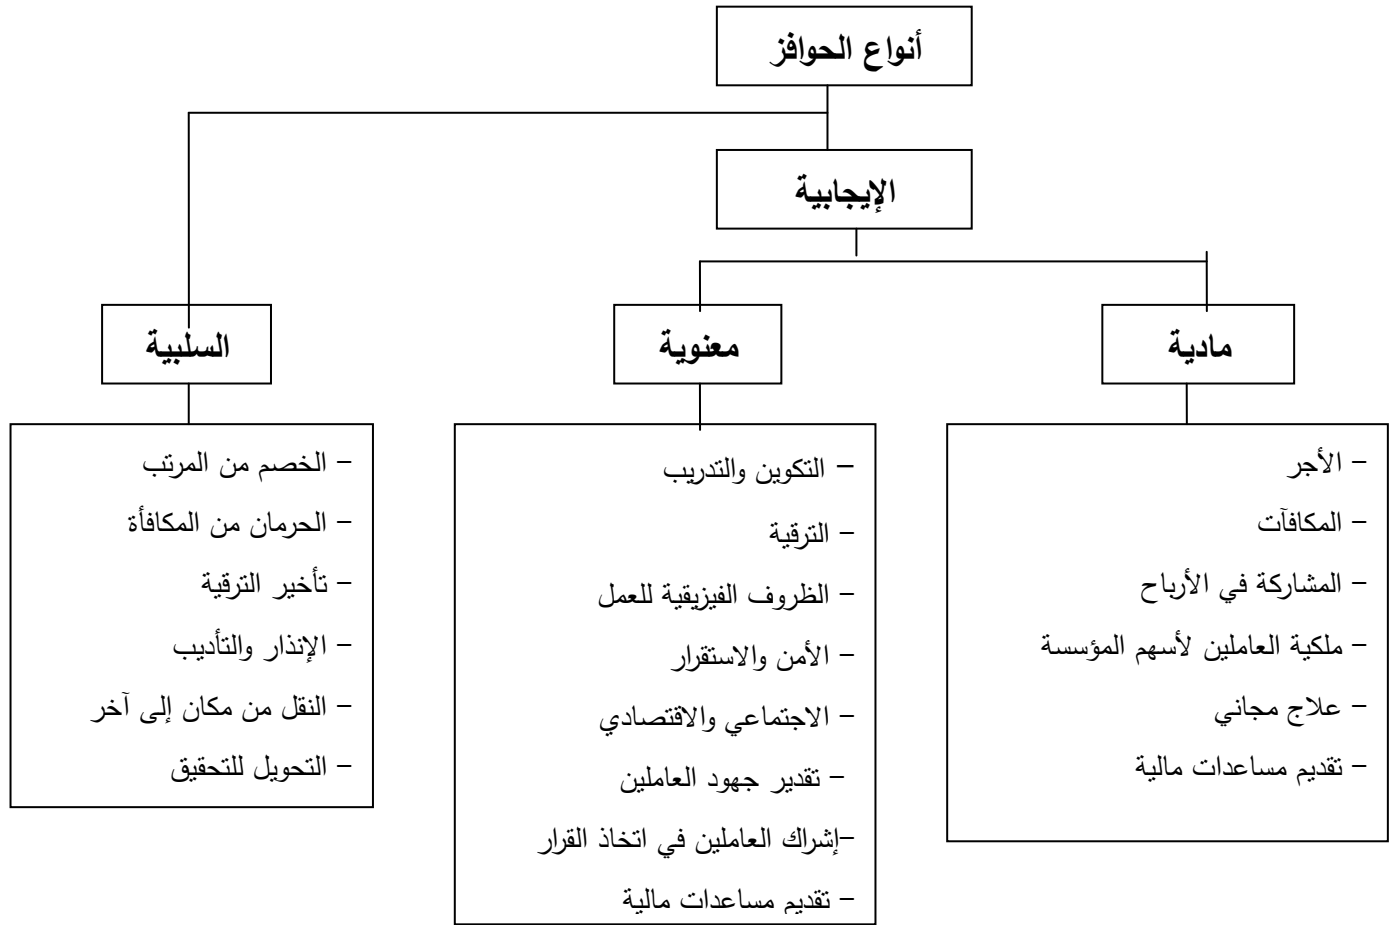 أنواع الحوافز
الإيجابية
مادية
معنوية
السلبية
- الأجر
- المكافآت
- المشاركة في الأرباح
- ملكية العاملين لأسهم المؤسسة
- علاج مجاني
- تقديم مساعدات مالية
- التكوين والتدريب
- الترقية
- الظروف الفيزيقية للعمل
- الأمن والاستقرار
- الاجتماعي والاقتصادي
- تقدير جهود العاملين
-إشراك العاملين في اتخاذ القرار
- تقديم مساعدات مالية
- الخصم من المرتب
- الحرمان من المكافأة
- تأخير الترقية
- الإنذار والتأديب
- النقل من مكان إلى آخر
- التحويل للتحقيق